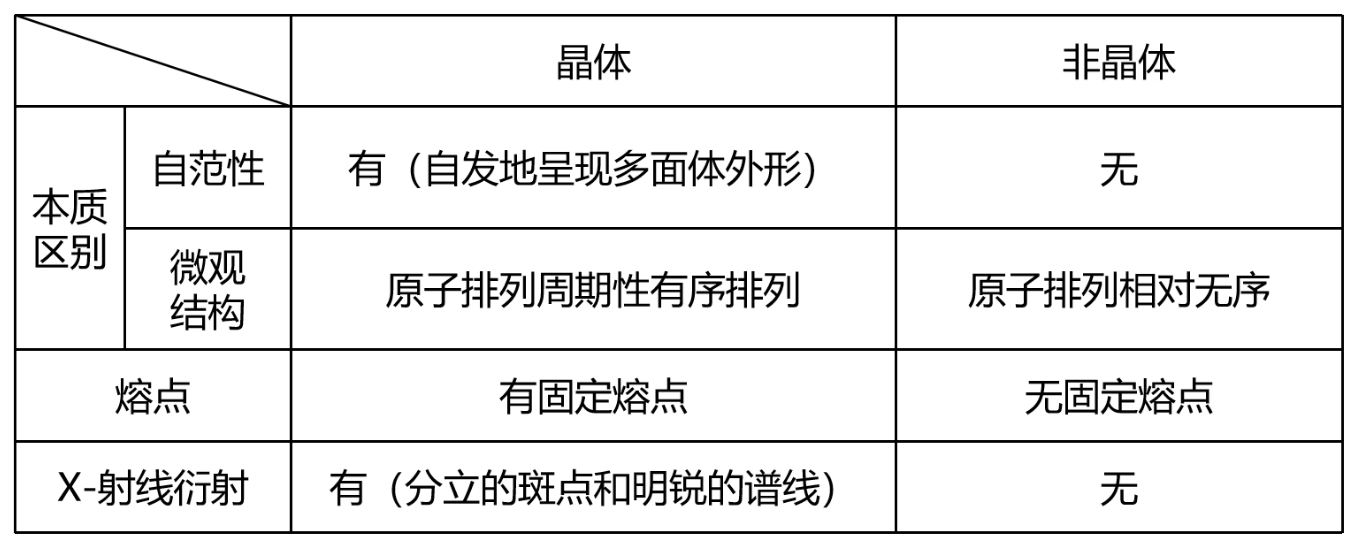 晶体
非晶体
本质
区别
自范性
有（自发地呈现多面体外形）
无
微观
结构
原子排列周期性有序排列
原子排列相对无序
熔点
有固定熔点
无固定熔点
X-射线衍射
有（分立的斑点和明锐的谱线）
无